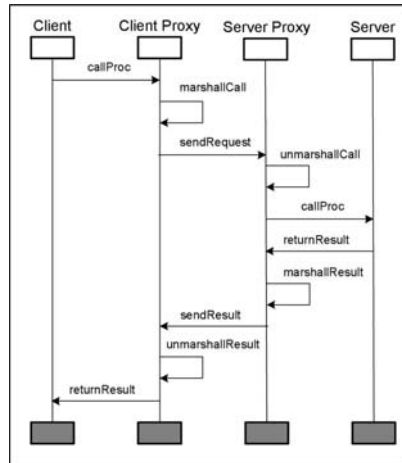 Client Client Proxy Server Proxy Server
callProc
marshallCall
sendRequest
unmarshallCall
callProc
returnResult
marshallResult
sendResult
unmarshallResult
returnResult